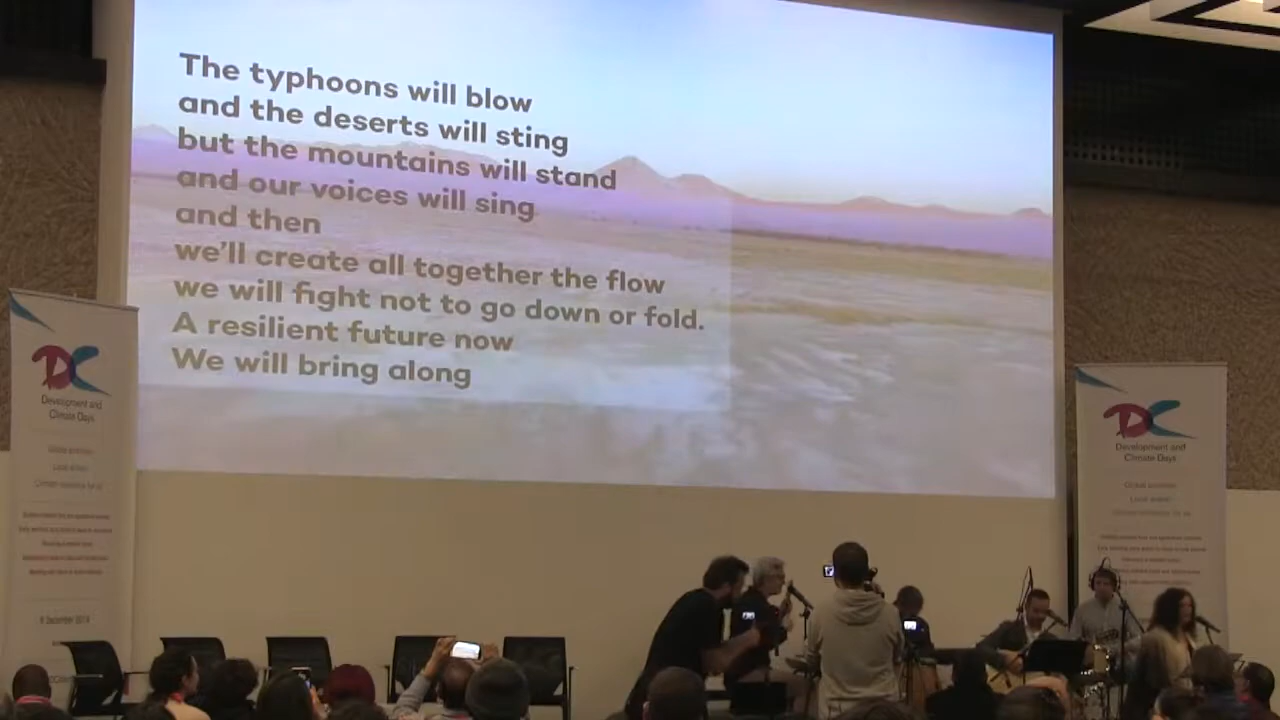 The typhoons will blow
and the deserts will sting
but the mountains will stand
and our voices will sing
and then
we'll create all together the flow
we will fight not to go down or fold.
A resilient future now
We will bring along
DC
Development and
Climate Days
DC
Development and
Climate Days